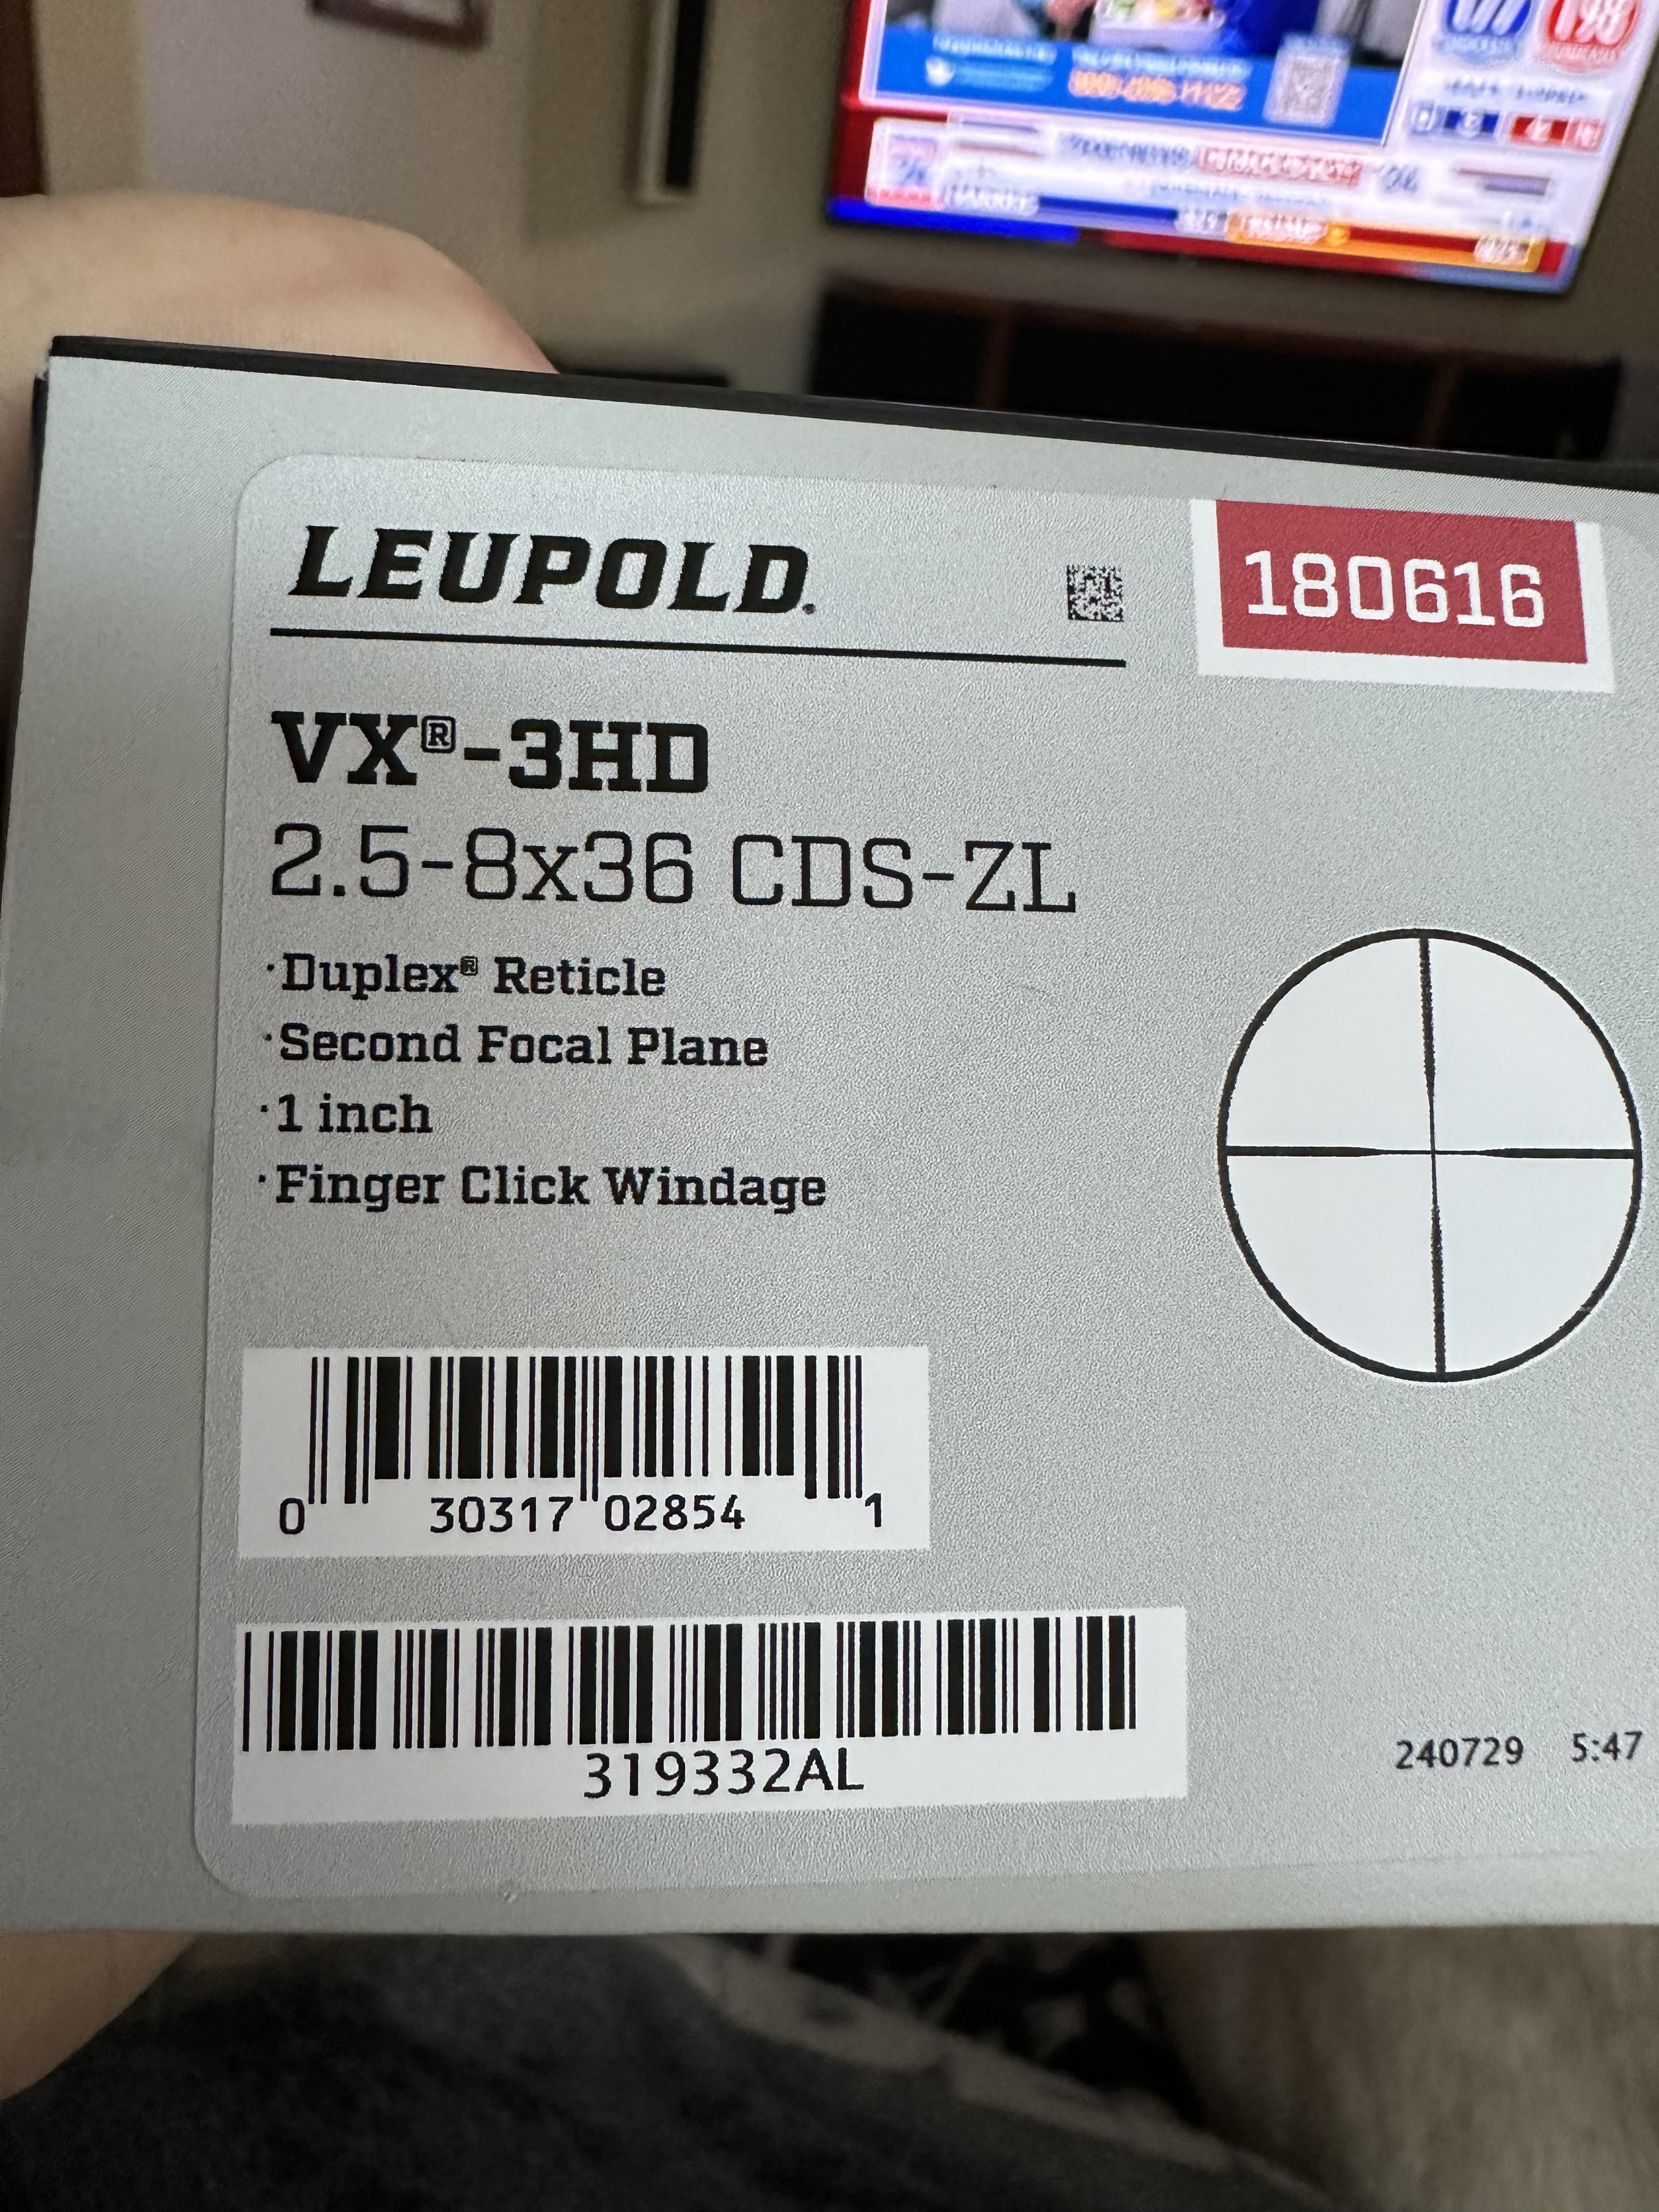 LEUPOLD.
180616
VX®-3HD
2.5-8x36 CDS-ZL
·Duplex® Reticle
·Second Focal Plane
·1 inch
·Finger Click Windage
0 30317 02854 1
319332AL
240729 5:47